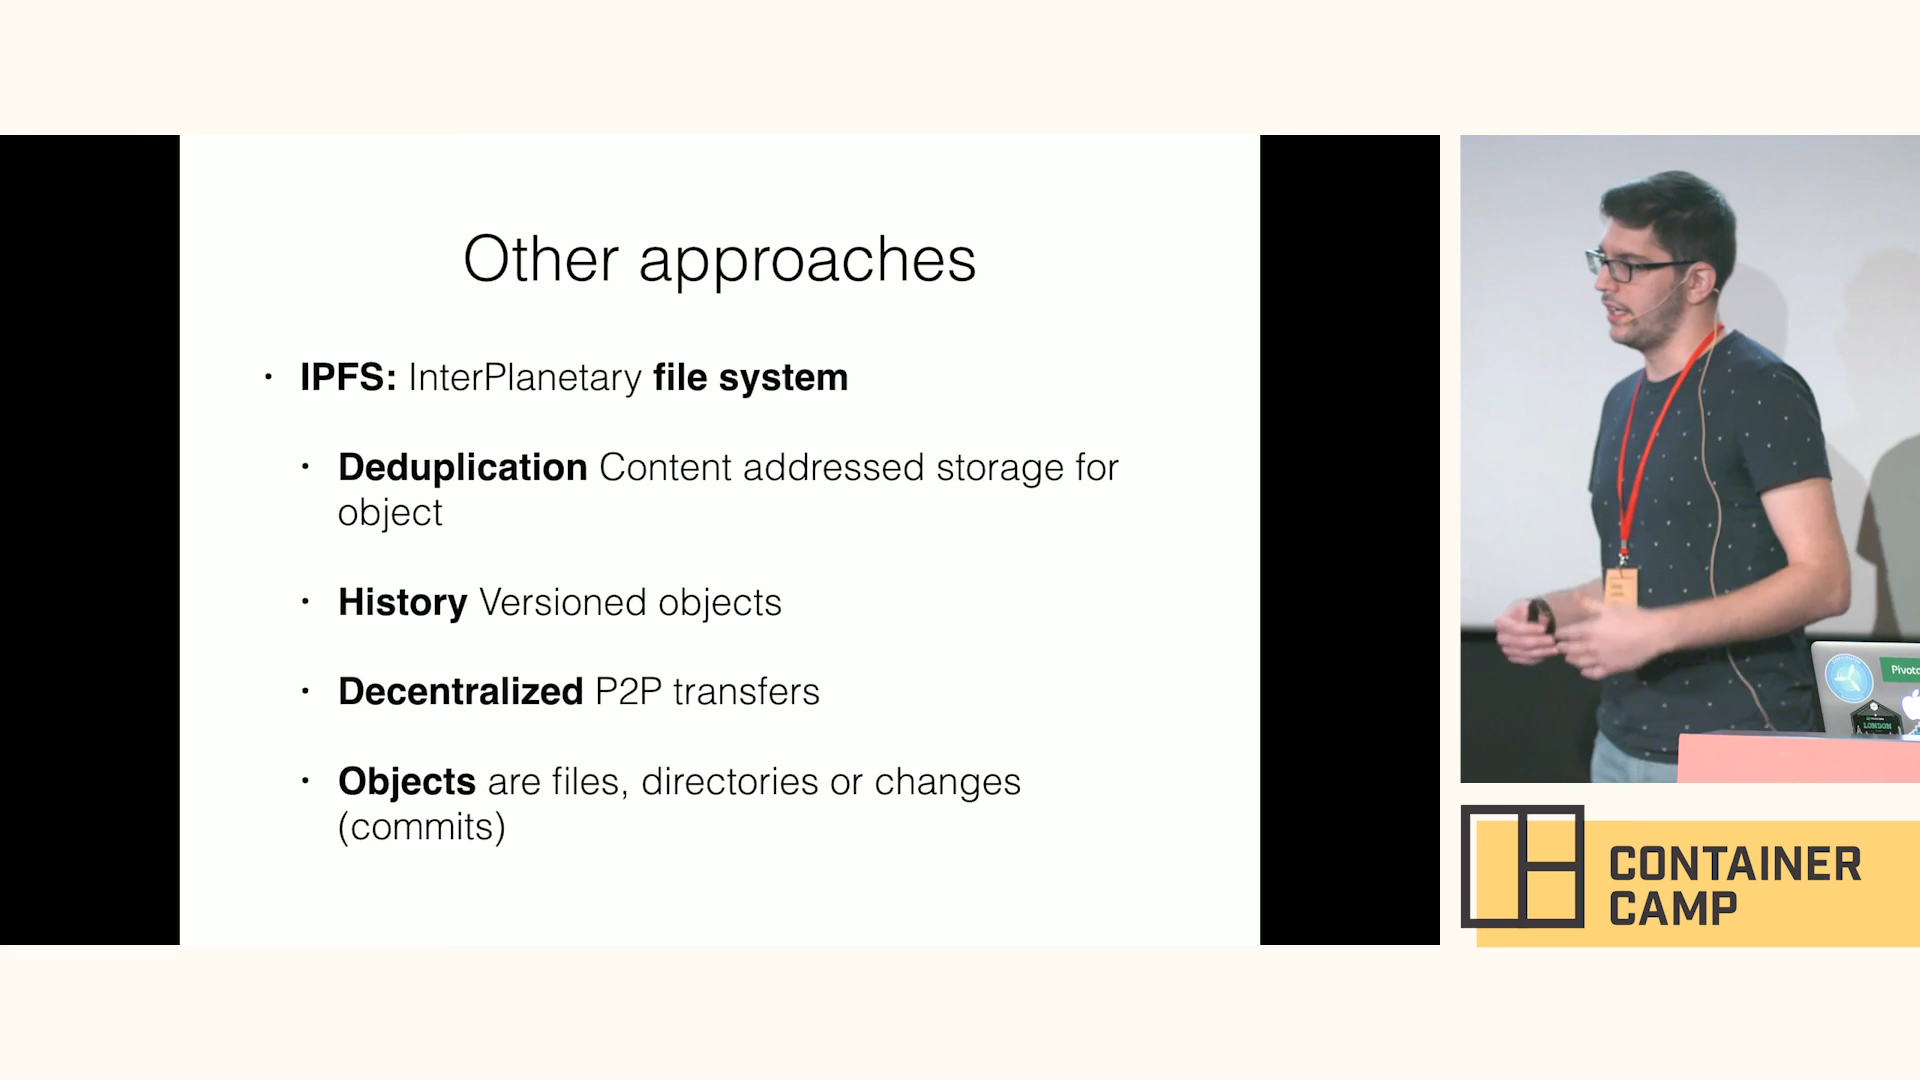 Other approaches
• IPFS: InterPlanetary file system
• Deduplication Content addressed storage for
object
• History Versioned objects
• Decentralized P2P transfers
• Objects are files, directories or changes
(commits)
LONDON
CONTAINER
CAMP